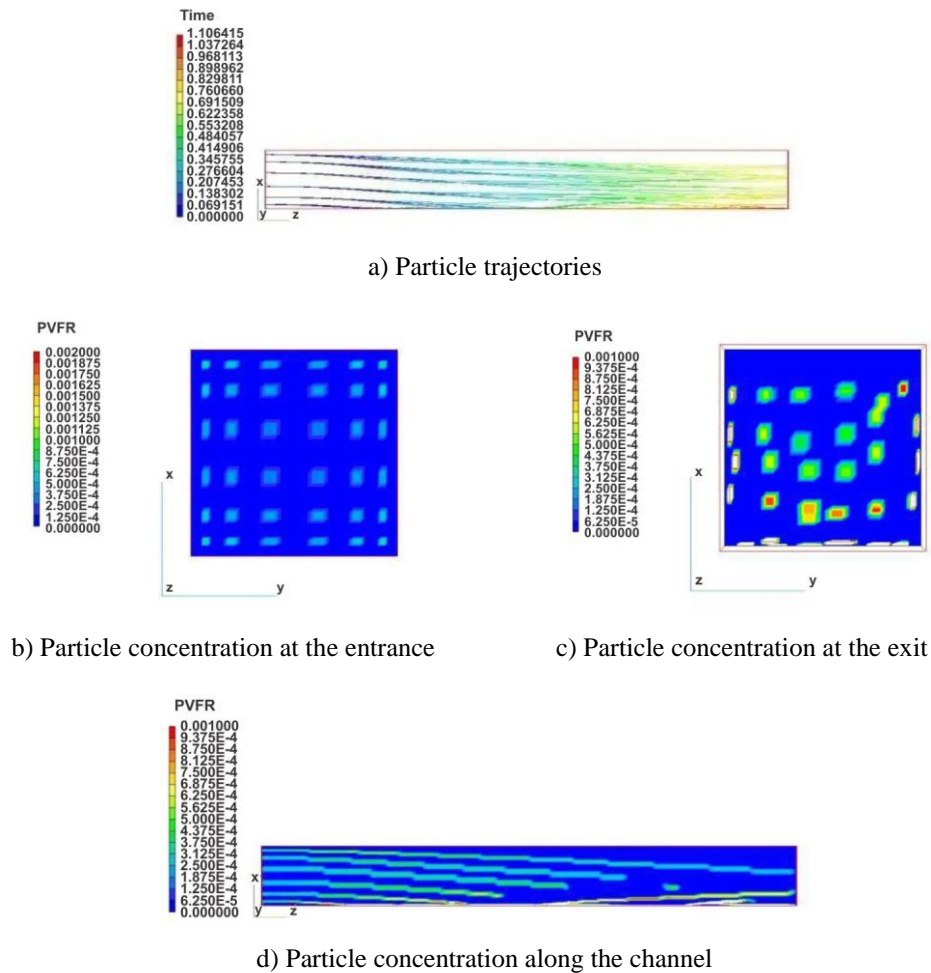 Time
1.106415
1.037264
0.968113
0.898962
0.829811
0.760660
0.691509
0.622358
0.553208
0.484057
0.414906
0.345755
0.276604
0.207453
0.138302
0.069151
0.000000
x
y z
a) Particle trajectories
PVFR
0.002000
0.001875
0.001750
0.001625
0.001500
0.001375
0.001250
0.001125
0.001000
8.750E-4
7.500E-4
6.250E-4
5.000E-4
3.750E-4
2.500E-4
1.250E-4
0.000000
x
z y
PVFR
0.001000
9.375E-4
8.750E-4
8.125E-4
7.500E-4
6.875E-4
6.250E-4
5.625E-4
5.000E-4
4.375E-4
3.750E-4
3.125E-4
2.500E-4
1.875E-4
1.250E-4
6.250E-5
0.000000
x
z y
b) Particle concentration at the entrance
c) Particle concentration at the exit
PVFR
0.001000
9.375E-4
8.750E-4
8.125E-4
7.500E-4
6.875E-4
6.250E-4
5.625E-4
5.000E-4
4.375E-4
3.750E-4
3.125E-4
2.500E-4
1.250E-4
6.250E-5
0.000000
x
y z
d) Particle concentration along the channel